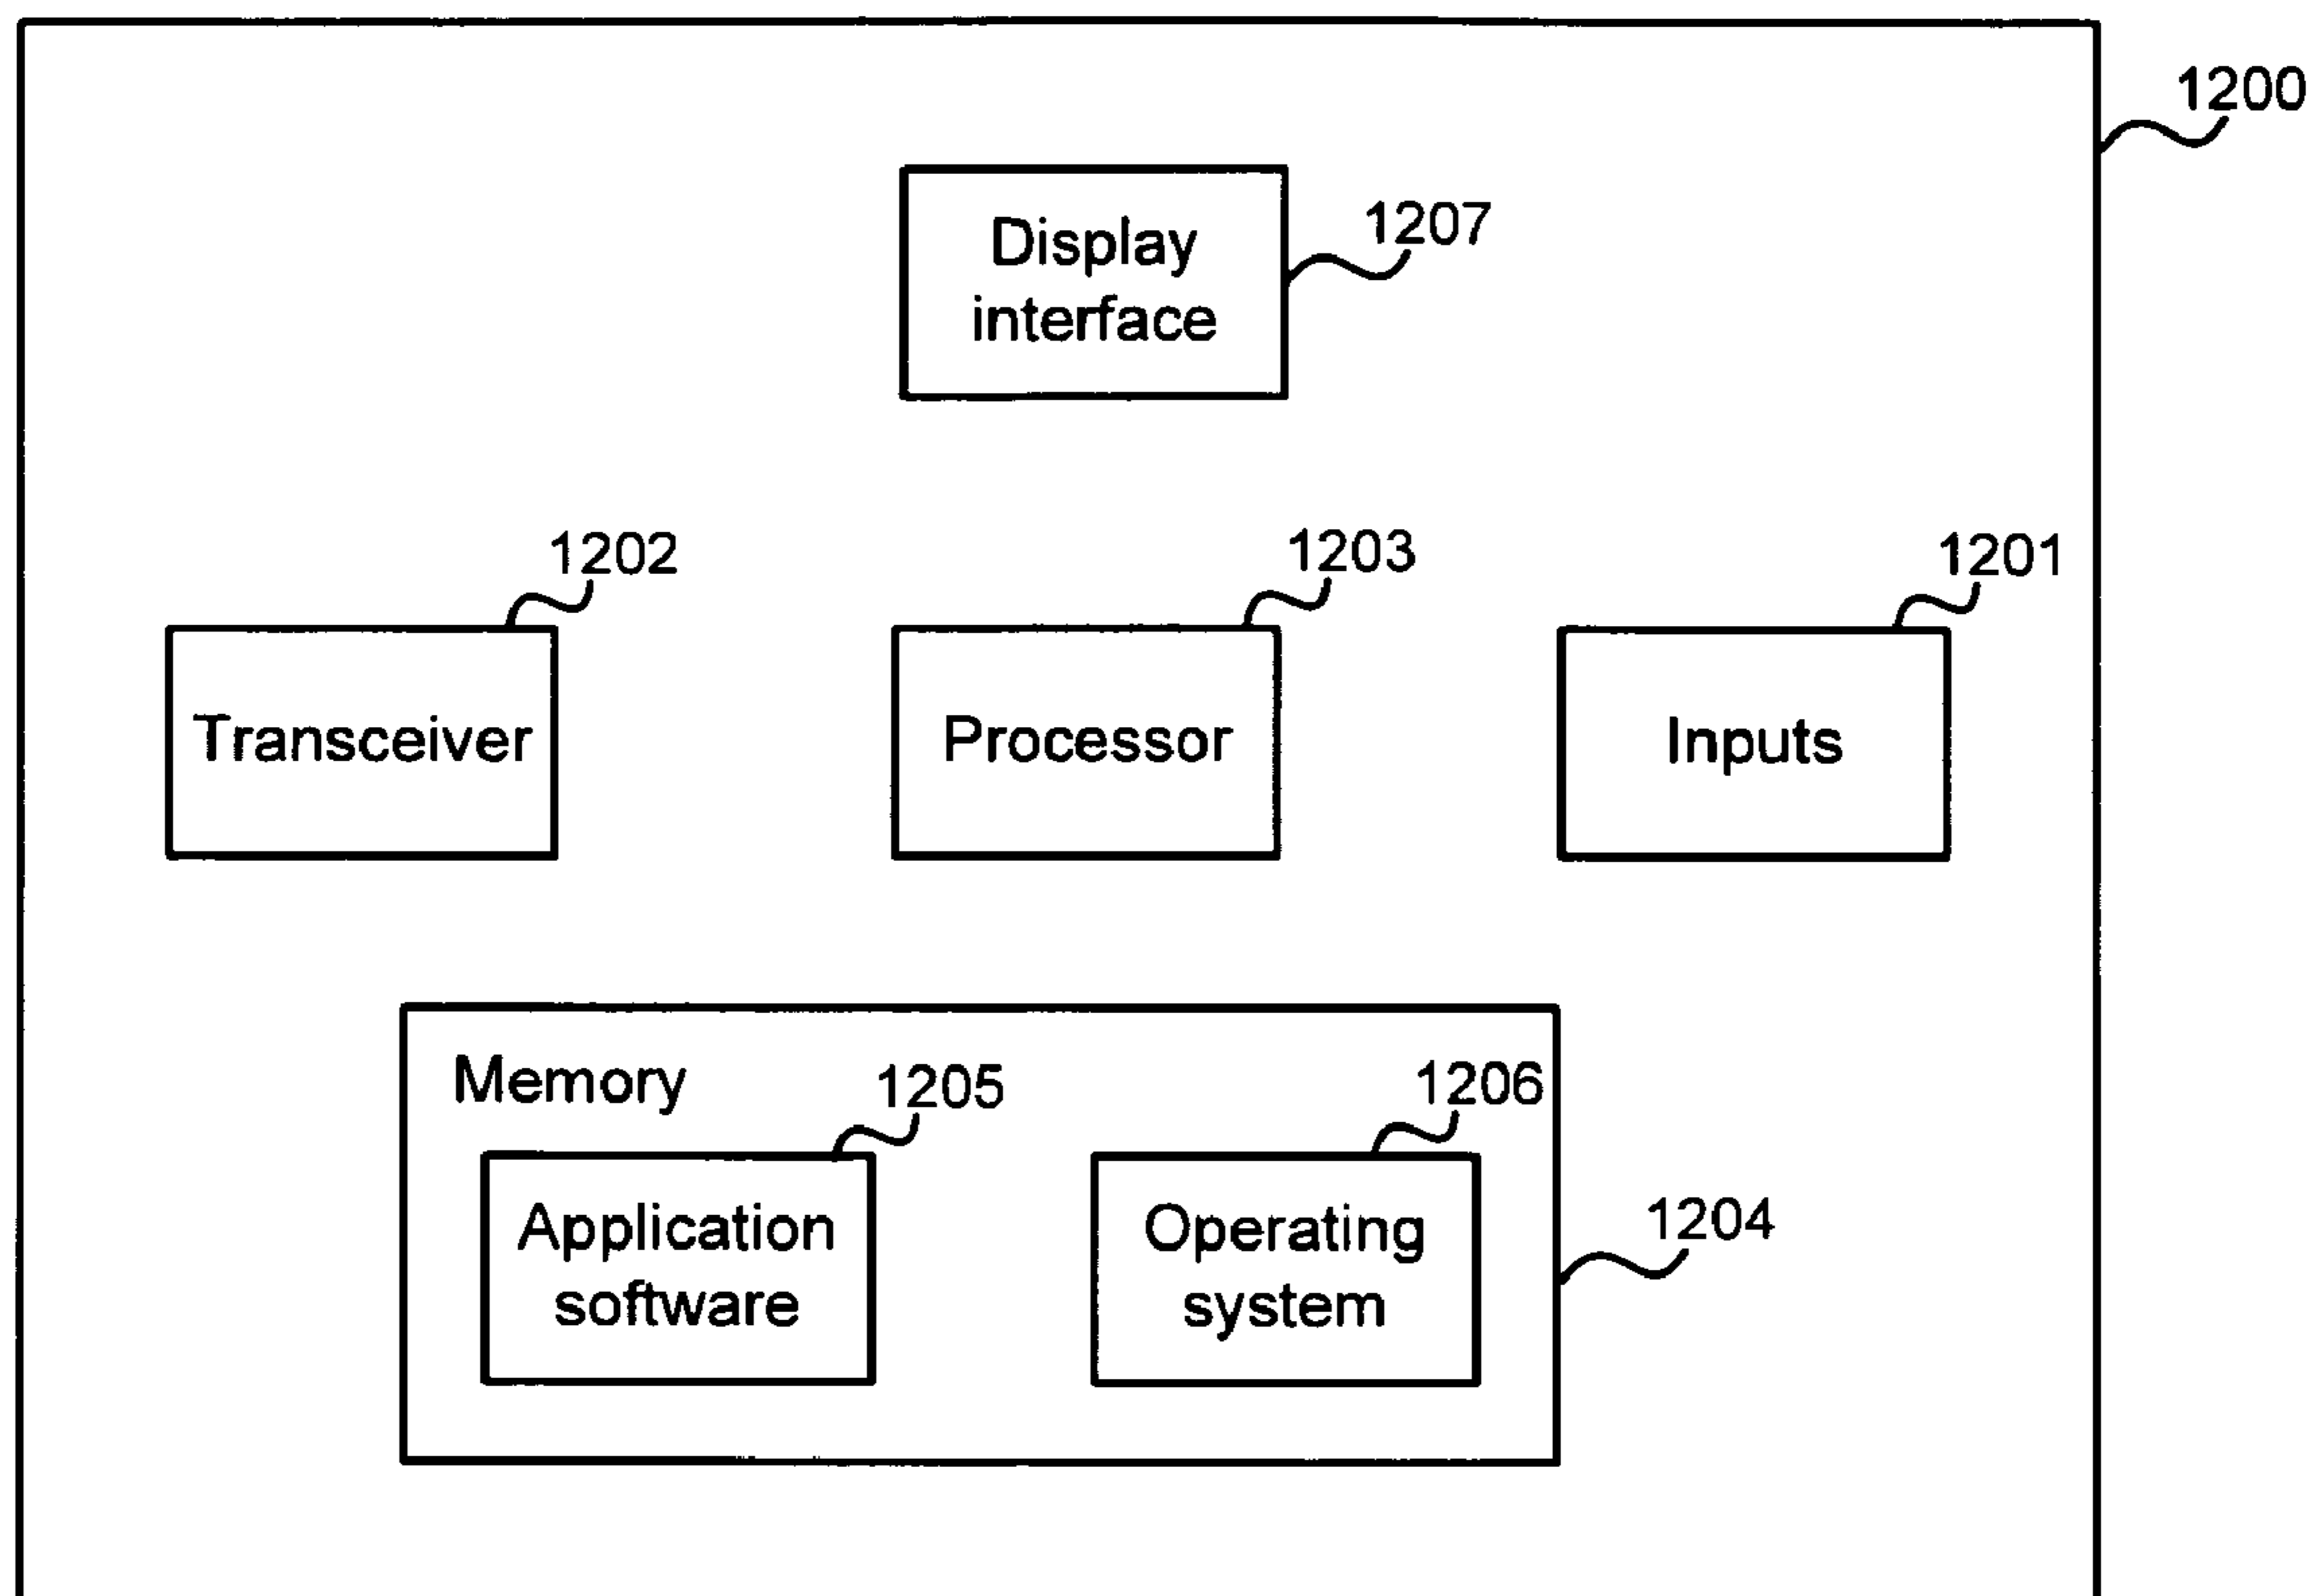 1200
Display
interface
1207
1202
1203
1201
Transceiver
Processor
Inputs
Memory
1205
1206
Application
software
Operating
system
1204